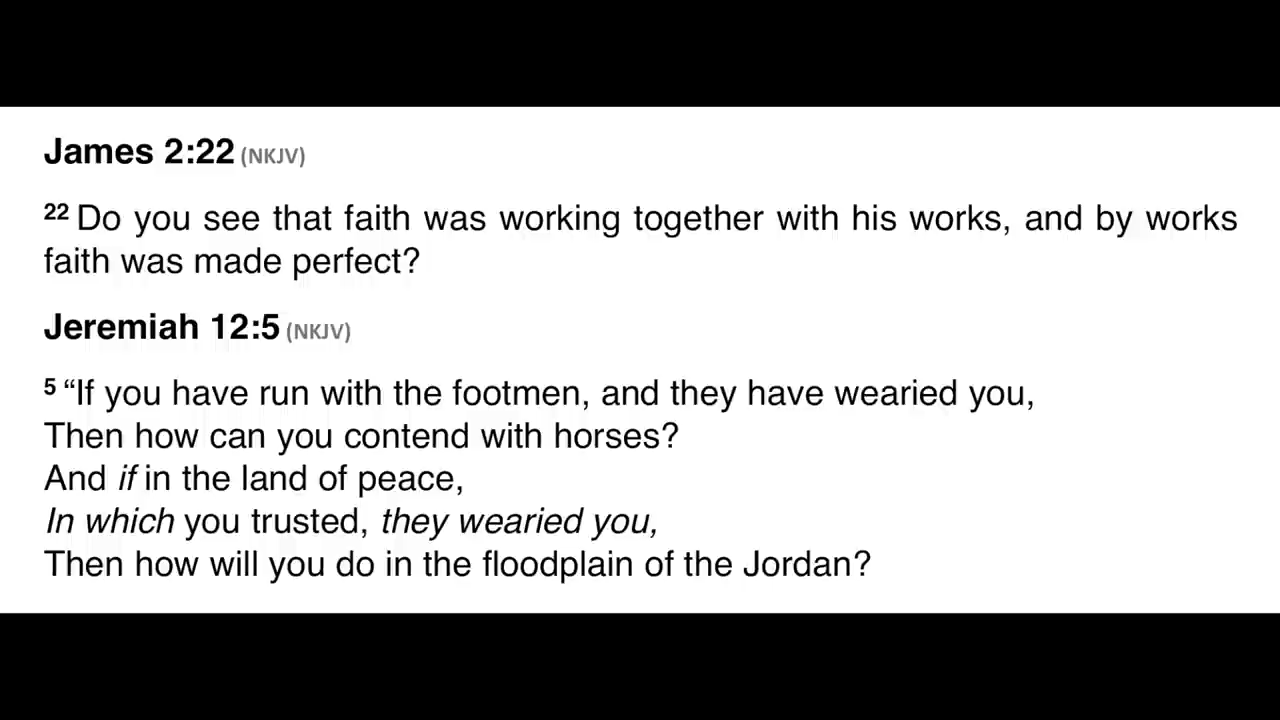 James 2:22 (NKJV)
22 Do you see that faith was working together with his works, and by works
faith was made perfect?
Jeremiah 12:5 (NKJV)
5 “If you have run with the footmen, and they have wearied you,
Then how can you contend with horses?
And if in the land of peace,
In which you trusted, they wearied you,
Then how will you do in the floodplain of the Jordan?